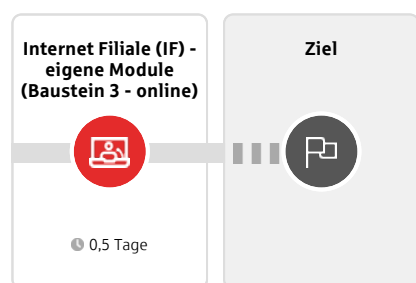 Internet Filiale (IF) -
eigene Module
(Baustein 3 - online)
0,5 Tage
Ziel